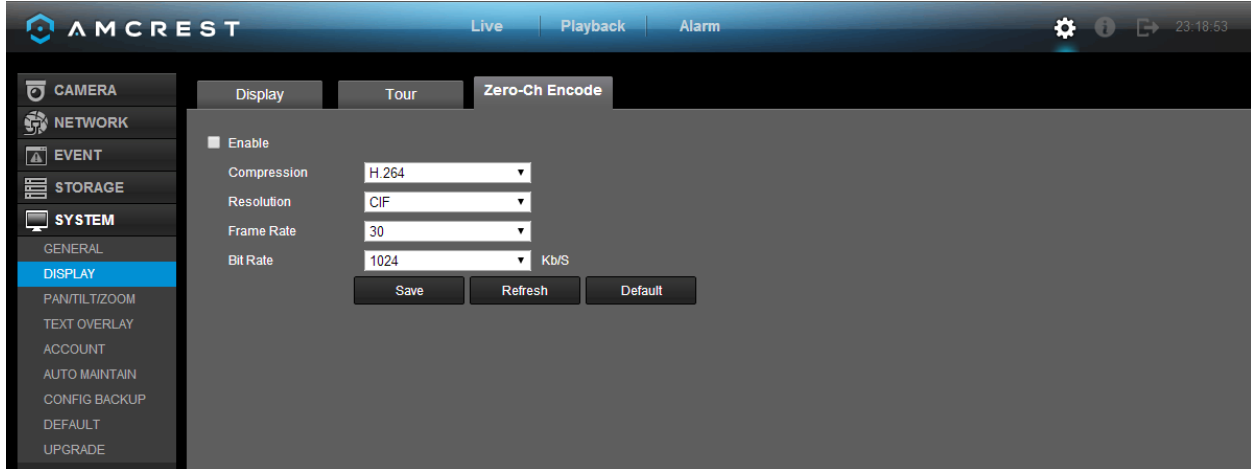 AMCREST Live Playback Alarm 23:18:53
CAMERA
NETWORK
EVENT
STORAGE
SYSTEM
GENERAL
DISPLAY
PAN/TILT/ZOOM
TEXT OVERLAY
ACCOUNT
AUTO MAINTAIN
CONFIG BACKUP
DEFAULT
UPGRADE
Display Tour Zero-Ch Encode
Enable
Compression H.264
Resolution CIF
Frame Rate 30
Bit Rate 1024 Kb/S
Save Refresh Default